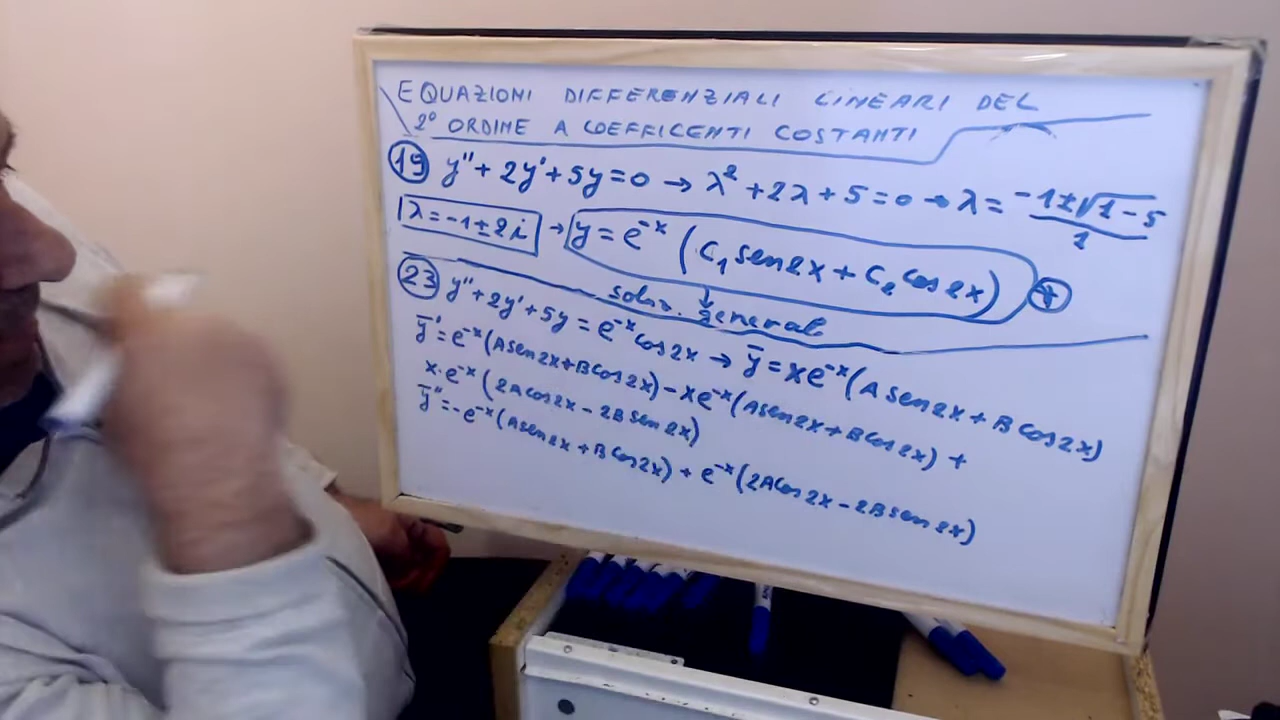 EQUAZIONI DIFFERENZIALI LINEARI DEL
2° ORDINE A COEFFICENTI COSTANTI
19 y''+2y'+5y=0 → λ²+2λ+5=0 → λ= -1±√1-5 / 1
λ=-1±2i → y=e^-x (C₁ sen2x + C₂ cos2x) *
soluz. generale
23 y''+2y'+5y=e^-x cos2x → ȳ=xe^-x(A sen2x + B cos2x)
ȳ'=e^-x(A sen2x+B cos2x)-xe^-x(A sen2x+B cos2x)+
x·e^-x(2A cos2x-2B sen2x)
ȳ''=-e^-x(A sen2x+B cos2x)+e^-x(2A cos2x-2B sen2x)